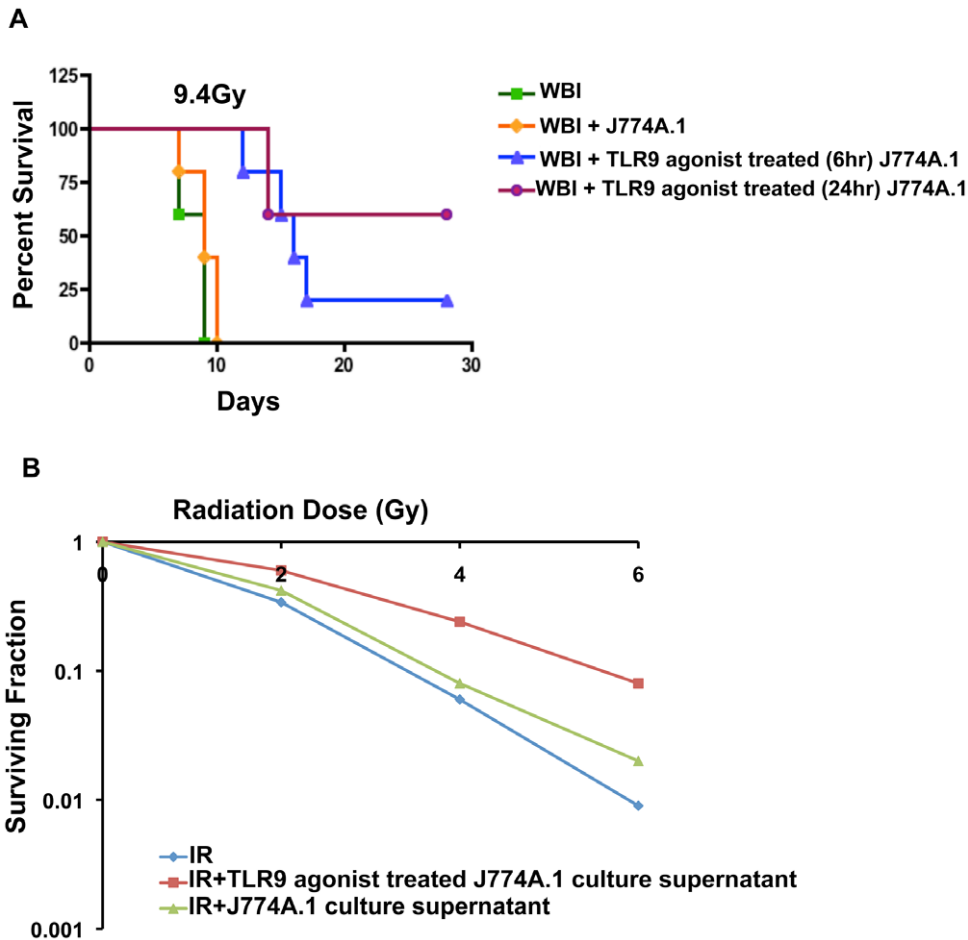 A
125
9.4Gy
100
75
50
25
0
Percent Survival
0 10 20 30
Days
WBI
WBI + J774A.1
WBI + TLR9 agonist treated (6hr) J774A.1
WBI + TLR9 agonist treated (24hr) J774A.1
B
Radiation Dose (Gy)
1
0 2 4 6
0.1
0.01
0.001
Surviving Fraction
IR
IR+TLR9 agonist treated J774A.1 culture supernatant
IR+J774A.1 culture supernatant